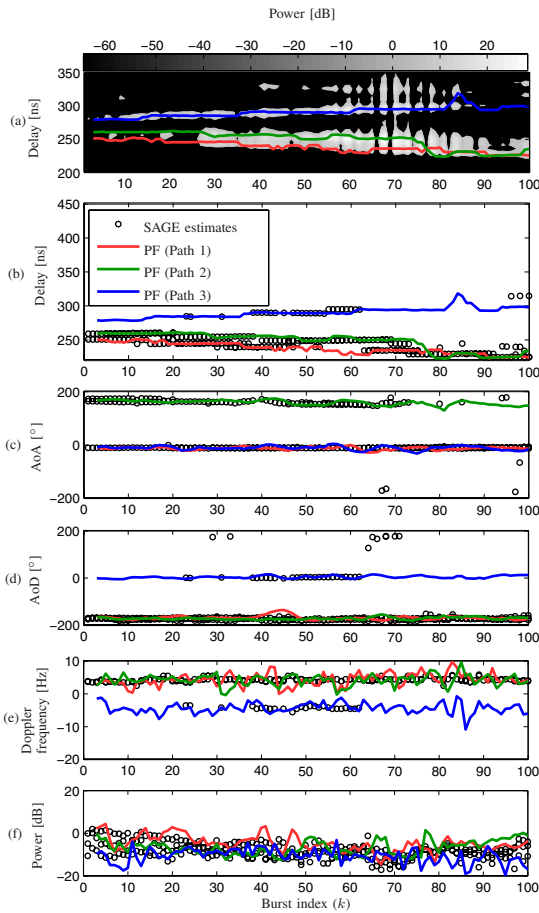 Power [dB]
−60 −50 −40 −30 −20 −10 0 10 20
(a)
Delay [ns]
350
300
250
200
10 20 30 40 50 60 70 80 90 100
(b)
Delay [ns]
450
400
350
300
250
SAGE estimates
PF (Path 1)
PF (Path 2)
PF (Path 3)
0 10 20 30 40 50 60 70 80 90 100
(c)
AoA [°]
200
0
−200
0 10 20 30 40 50 60 70 80 90 100
(d)
AoD [°]
200
0
−200
0 10 20 30 40 50 60 70 80 90 100
(e)
Doppler
frequency [Hz]
10
0
−10
−20
0 10 20 30 40 50 60 70 80 90 100
(f)
Power [dB]
20
0
−20
0 10 20 30 40 50 60 70 80 90 100
Burst index (k)